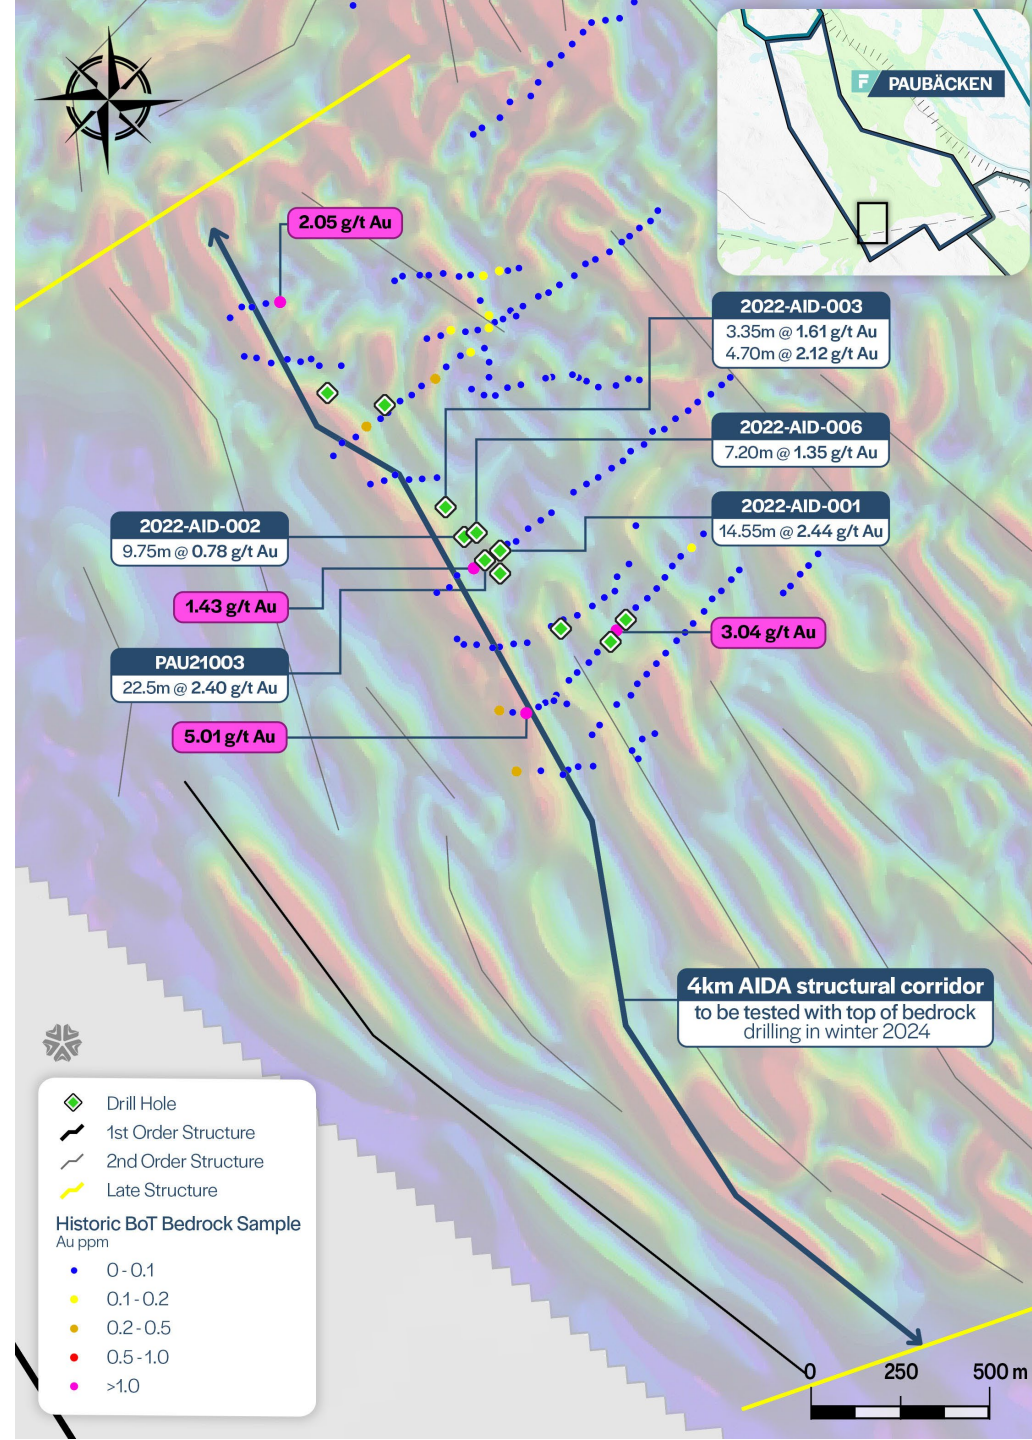 F PAUBÄCKEN
2.05 g/t Au
2022-AID-003
3.35m @ 1.61 g/t Au
4.70m @ 2.12 g/t Au
2022-AID-006
7.20m @ 1.35 g/t Au
2022-AID-001
14.55m @ 2.44 g/t Au
2022-AID-002
9.75m @ 0.78 g/t Au
1.43 g/t Au
3.04 g/t Au
PAU21003
22.5m @ 2.40 g/t Au
5.01 g/t Au
4km AIDA structural corridor
to be tested with top of bedrock
drilling in winter 2024
Drill Hole
1st Order Structure
2nd Order Structure
Late Structure
Historic BoT Bedrock Sample
Au ppm
0 - 0.1
0.1 - 0.2
0.2 - 0.5
0.5 - 1.0
>1.0
0 250 500 m